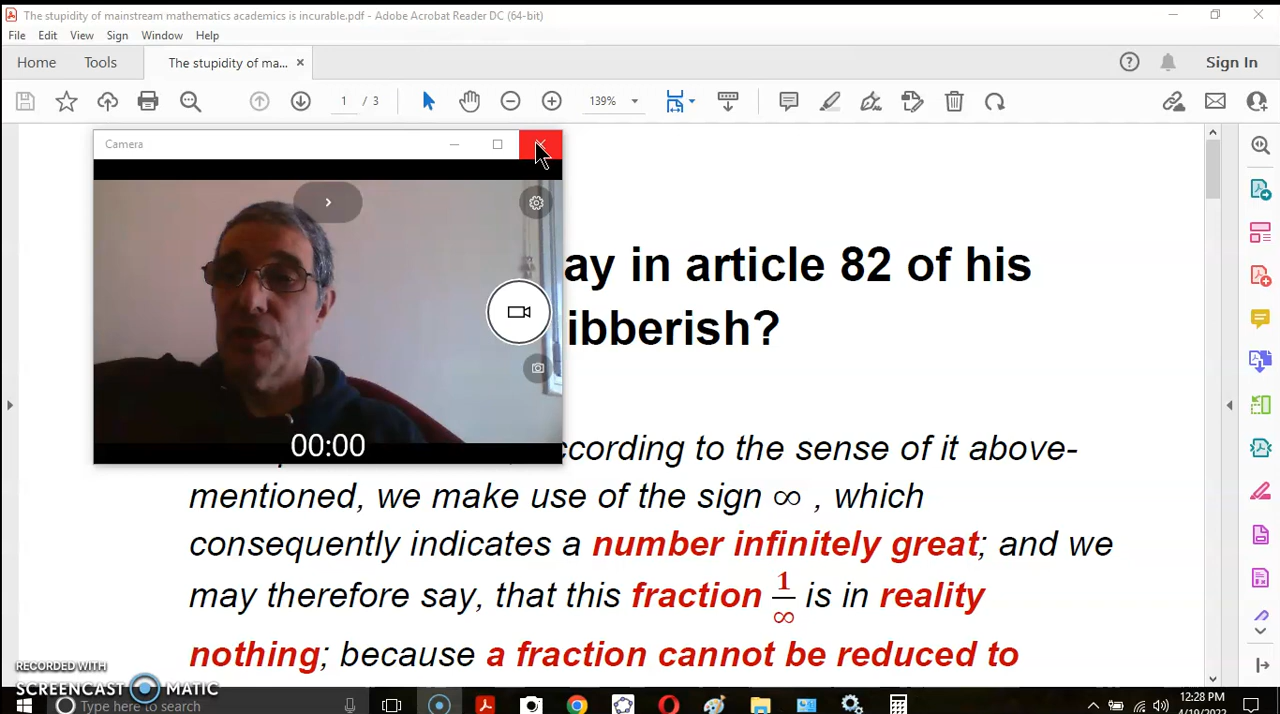 The stupidity of mainstream mathematics academics is incurable.pdf - Adobe Acrobat Reader DC (64-bit)
File Edit View Sign Window Help
Home Tools The stupidity of ma... × Sign In
1 / 3 139%
Camera
ay in article 82 of his
ibberish?
00:00
ccording to the sense of it above-
mentioned, we make use of the sign ∞ , which
consequently indicates a number infinitely great; and we
may therefore say, that this fraction 1/∞ is in reality
nothing; because a fraction cannot be reduced to
RECORDED WITH
SCREENCAST MATIC
Type here to search
12:28 PM
4/19/2022